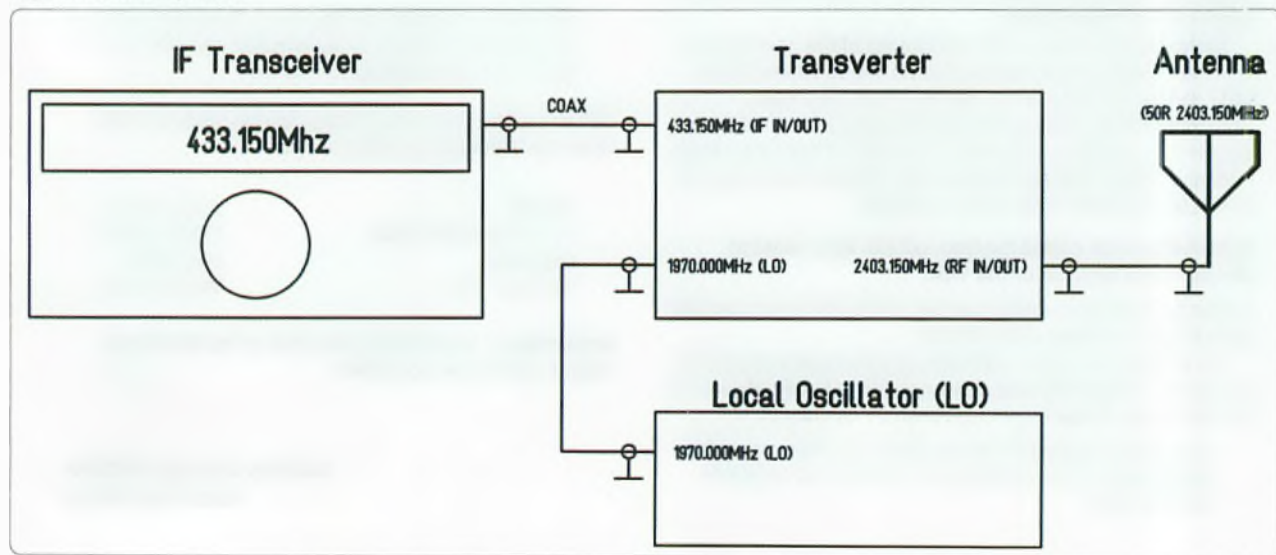 IF Transceiver
Transverter
Antenna
433.150Mhz
COAX
433.150MHz (IF IN/OUT)
(50R 2403.150MHz)
1970.000MHz (LO)
2403.150MHz (RF IN/OUT)
Local Oscillator (LO)
1970.000MHz (LO)